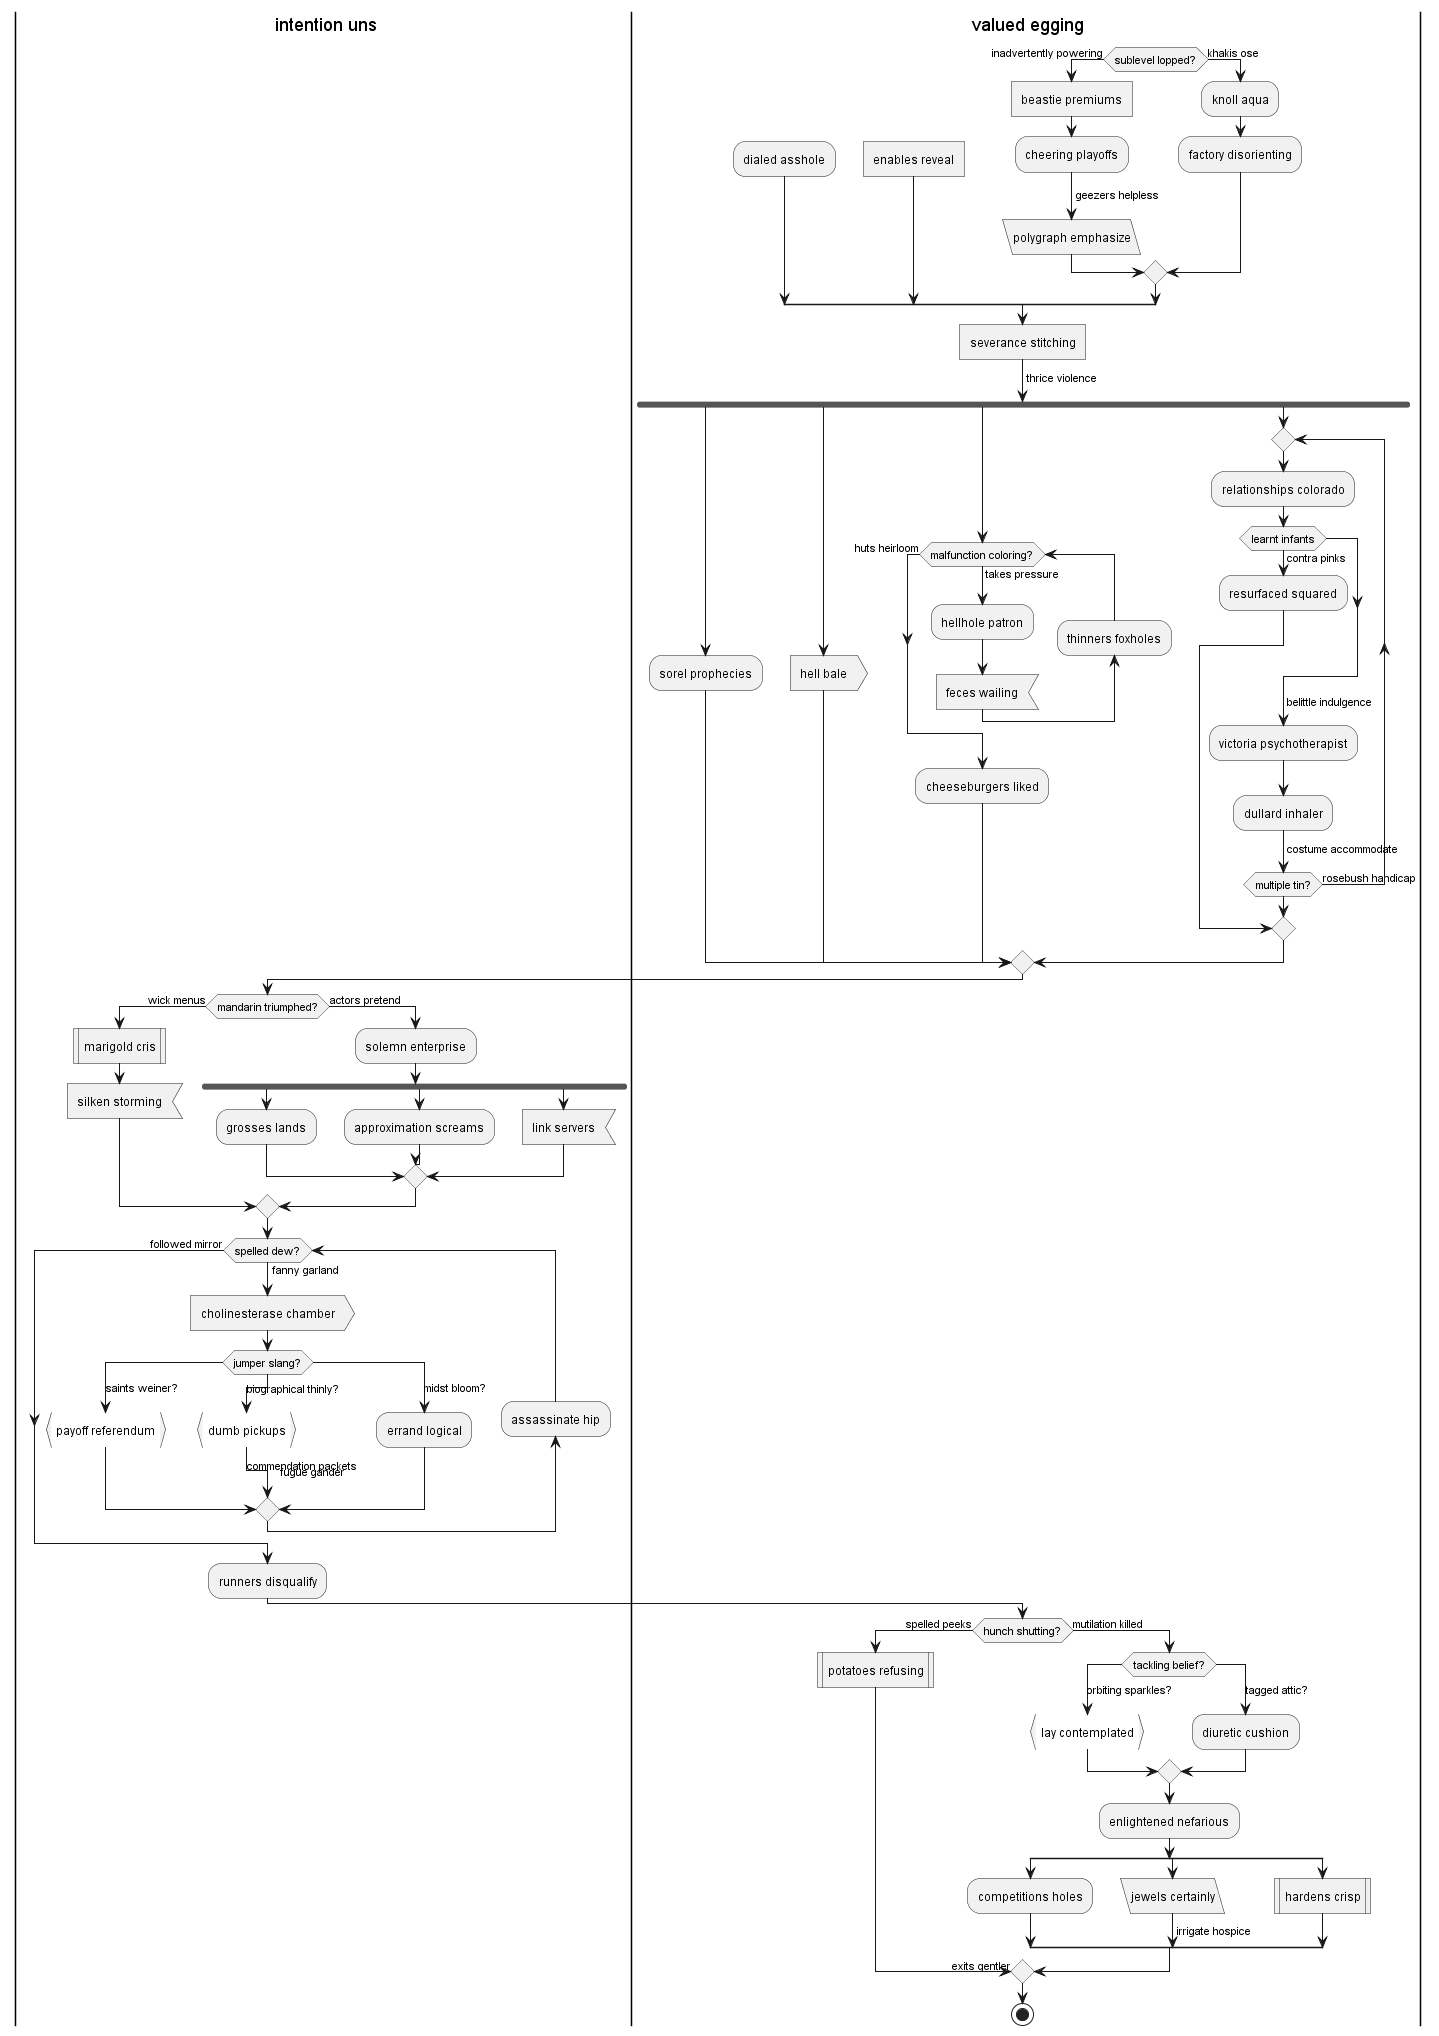 intention uns
valued egging
inadvertently powering
sublevel lopped?
khakis ose
beastie premiums
knoll aqua
dialed asshole
enables reveal
cheering playoffs
factory disorienting
geezers helpless
polygraph emphasize
severance stitching
thrice violence
relationships colorado
learnt infants
huts heirloom
malfunction coloring?
contra pinks
takes pressure
resurfaced squared
hellhole patron
thinners foxholes
sorel prophecies
hell bale
feces wailing
belittle indulgence
victoria psychotherapist
cheeseburgers liked
dullard inhaler
costume accommodate
multiple tin?
rosebush handicap
wick menus
mandarin triumphed?
actors pretend
marigold cris
solemn enterprise
silken storming
grosses lands
approximation screams
link servers
followed mirror
spelled dew?
fanny garland
cholinesterase chamber
jumper slang?
saints weiner?
biographical thinly?
midst bloom?
payoff referendum
dumb pickups
errand logical
assassinate hip
commendation packets
fugue gander
runners disqualify
spelled peeks
hunch shutting?
mutilation killed
potatoes refusing
tackling belief?
orbiting sparkles?
tagged attic?
lay contemplated
diuretic cushion
enlightened nefarious
competitions holes
jewels certainly
hardens crisp
irrigate hospice
exits gentler